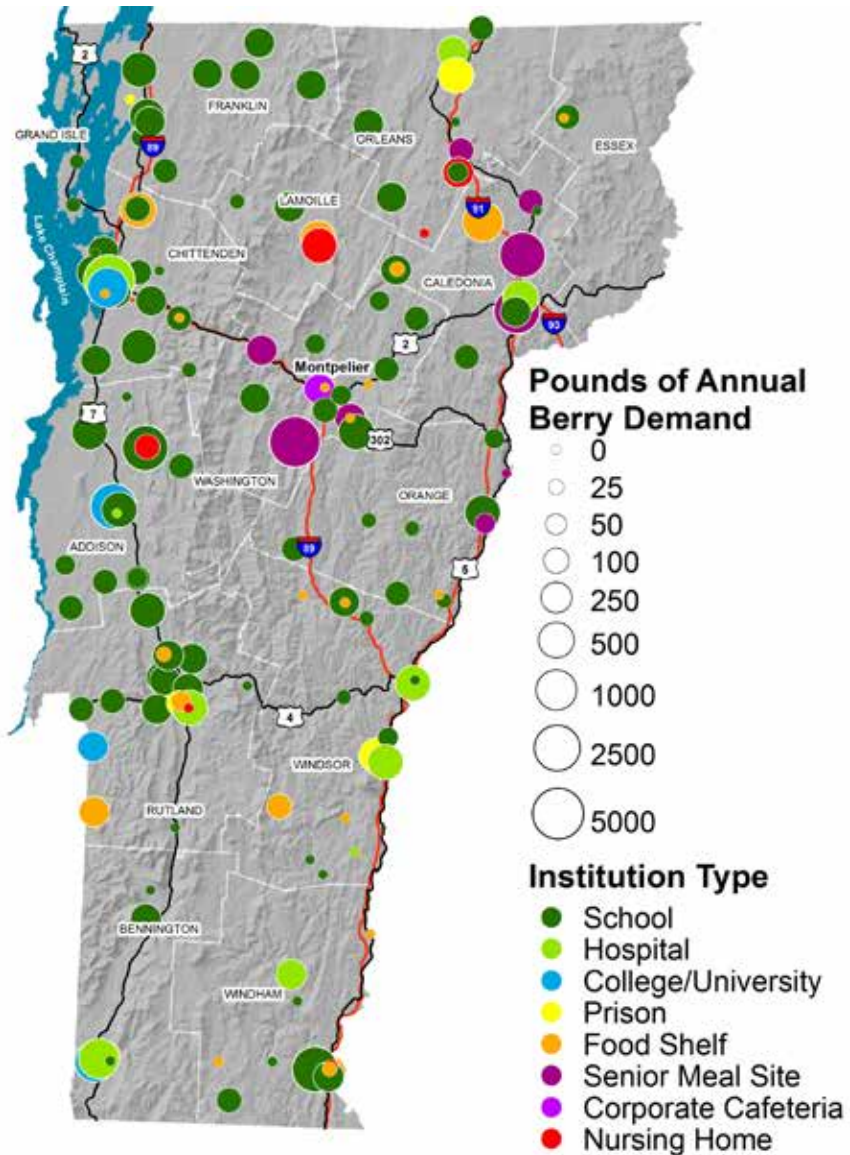 2
FRANKLIN
GRAND ISLE
89
ORLEANS
ESSEX
LAMOILLE
91
Lake Champlain
CHITTENDEN
CALEDONIA
93
2
Montpelier
7
302
WASHINGTON
ORANGE
89
ADDISON
5
4
WINDSOR
RUTLAND
BENNINGTON
WINDHAM
Pounds of Annual
Berry Demand
0
25
50
100
250
500
1000
2500
5000
Institution Type
School
Hospital
College/University
Prison
Food Shelf
Senior Meal Site
Corporate Cafeteria
Nursing Home